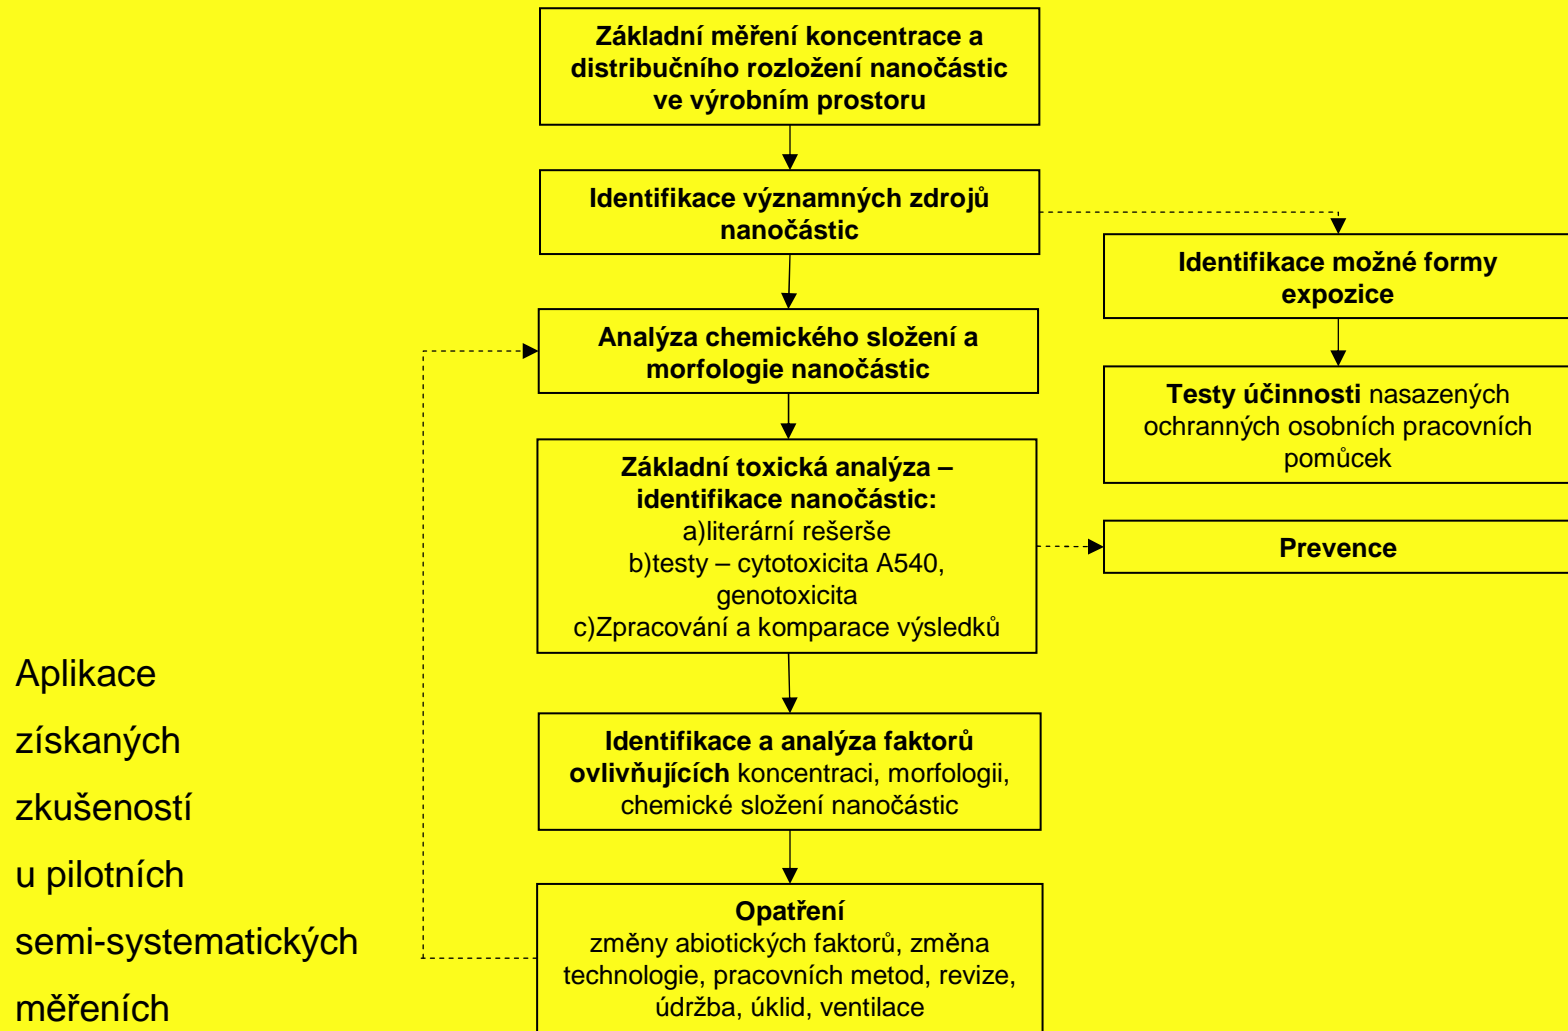 Základní měření koncentrace a
distribučního rozložení nanočástic
ve výrobním prostoru
Identifikace významných zdrojů
nanočástic
Identifikace možné formy
expozice
Analýza chemického složení a
morfologie nanočástic
Testy účinnosti nasazených
ochranných osobních pracovních
pomůcek
Základní toxická analýza –
identifikace nanočástic:
a)literární rešerše
b)testy – cytotoxicita A540,
genotoxicita
c)Zpracování a komparace výsledků
Prevence
Identifikace a analýza faktorů
ovlivňujících koncentraci, morfologii,
chemické složení nanočástic
Opatření
změny abiotických faktorů, změna
technologie, pracovních metod, revize,
údržba, úklid, ventilace
Aplikace
získaných
zkušeností
u pilotních
semi-systematických
měřeních